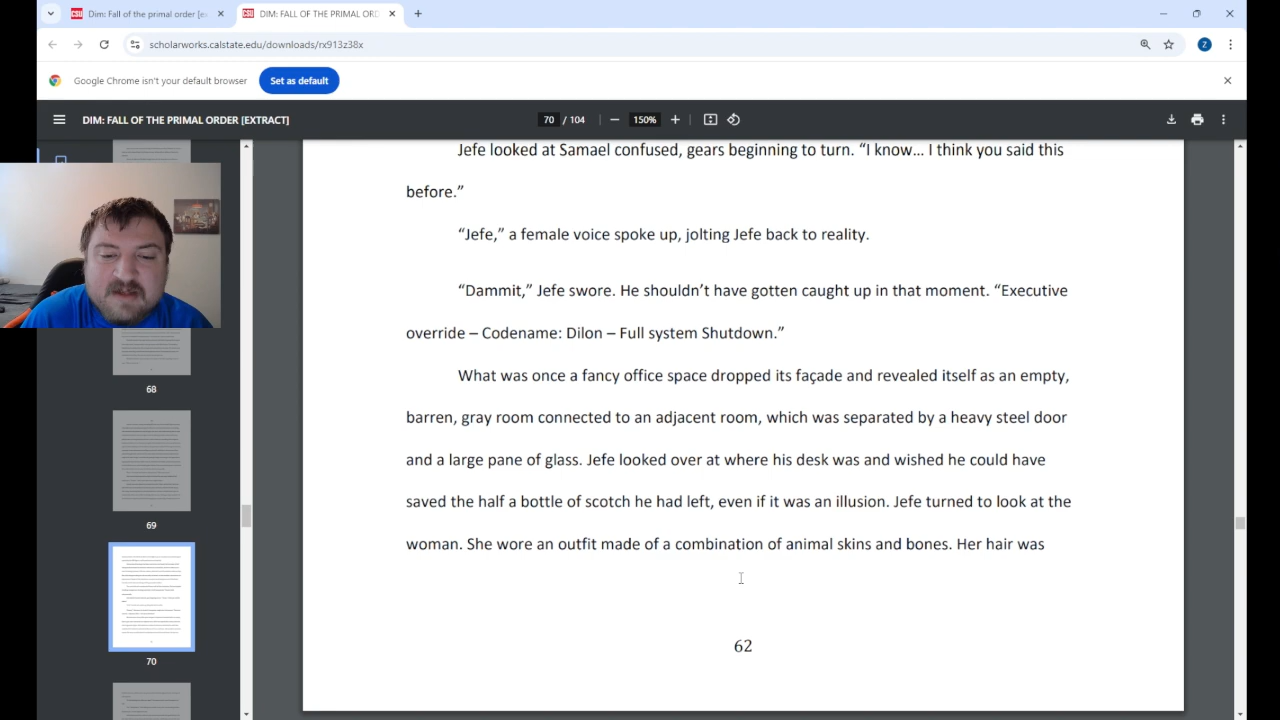 DIM: Fall of the primal order [e
DIM: FALL OF THE PRIMAL ORD
scholarworks.calstate.edu/downloads/rx913z38x
Z
Google Chrome isn't your default browser
Set as default
DIM: FALL OF THE PRIMAL ORDER [EXTRACT]
70 / 104
150%
68
69
70
Jefe looked at Samael confused, gears beginning to turn. “I know… I think you said this
before.”
“Jefe,” a female voice spoke up, jolting Jefe back to reality.
“Dammit,” Jefe swore. He shouldn’t have gotten caught up in that moment. “Executive
override – Codename: Dilon – Full system Shutdown.”
What was once a fancy office space dropped its façade and revealed itself as an empty,
barren, gray room connected to an adjacent room, which was separated by a heavy steel door
and a large pane of glass. Jefe looked over at where his desk was and wished he could have
saved the half a bottle of scotch he had left, even if it was an illusion. Jefe turned to look at the
woman. She wore an outfit made of a combination of animal skins and bones. Her hair was
62